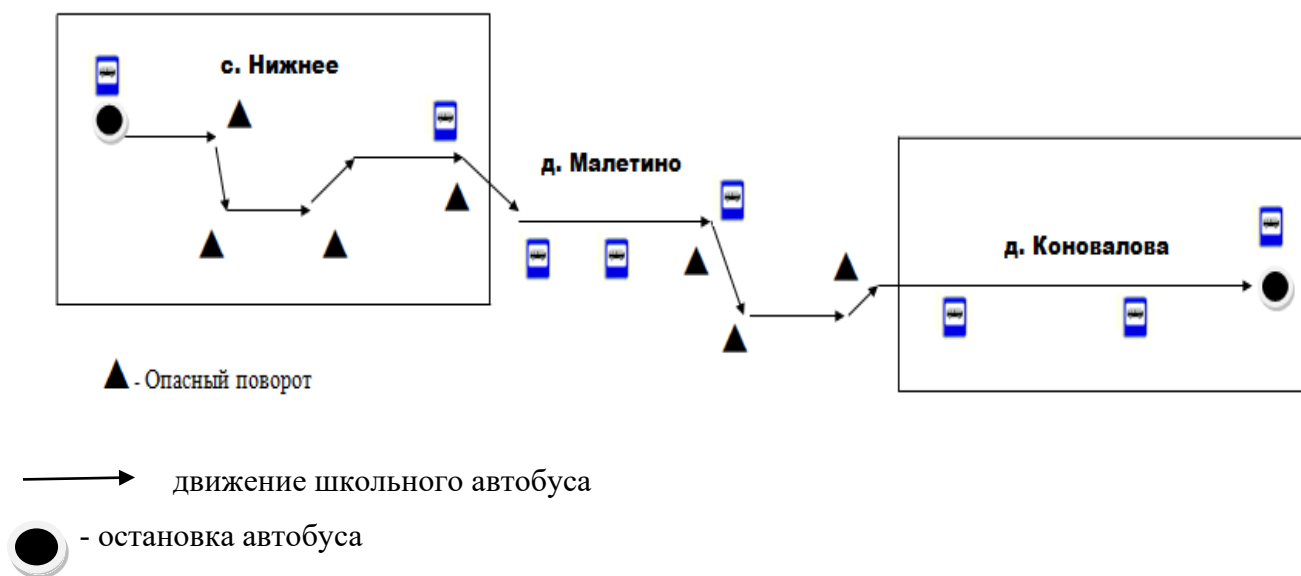 с. Нижнее
д. Малетино
д. Коновалова
- Опасный поворот
движение школьного автобуса
- остановка автобуса